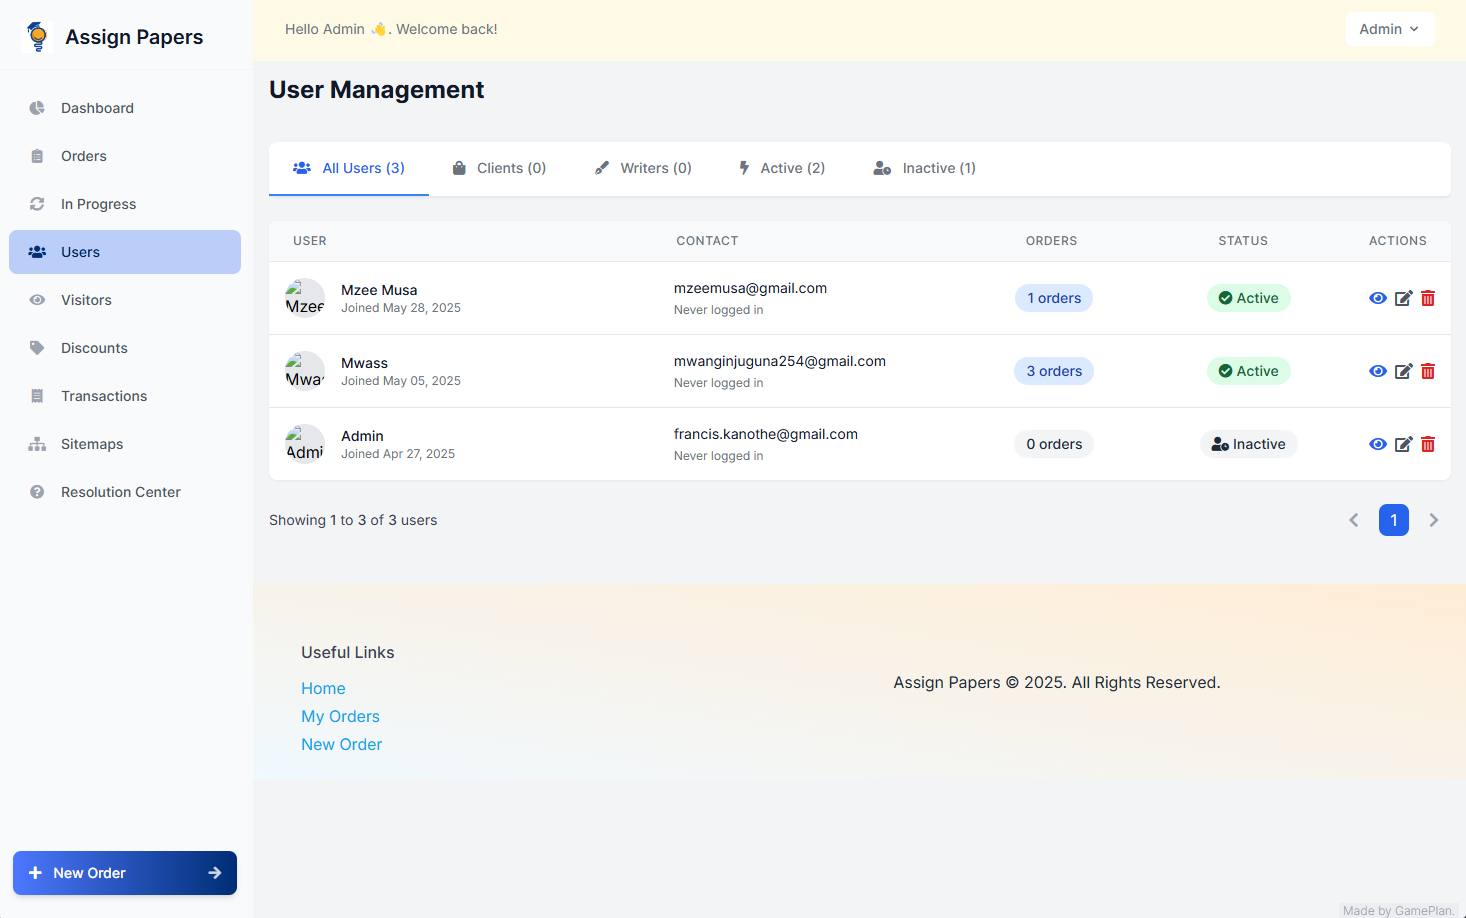 Assign Papers
Hello Admin 👋. Welcome back!
Admin
Dashboard
Orders
In Progress
Users
Visitors
Discounts
Transactions
Sitemaps
Resolution Center
New Order
User Management
All Users (3)
Clients (0)
Writers (0)
Active (2)
Inactive (1)
USER CONTACT ORDERS STATUS ACTIONS
Mzee
Mzee Musa
Joined May 28, 2025
mzeemusa@gmail.com
Never logged in
1 orders
Active
Mwas
Mwass
Joined May 05, 2025
mwanginjuguna254@gmail.com
Never logged in
3 orders
Active
Admi
Admin
Joined Apr 27, 2025
francis.kanothe@gmail.com
Never logged in
0 orders
Inactive
Showing 1 to 3 of 3 users
1
Useful Links
Home
My Orders
New Order
Assign Papers © 2025. All Rights Reserved.
Made by GamePlan.